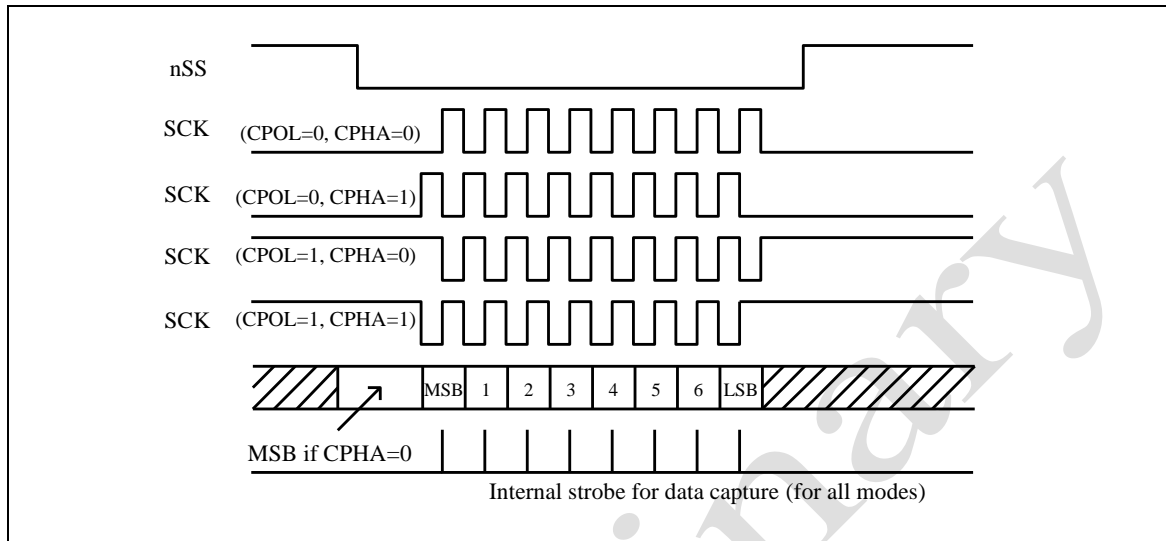 nSS
SCK (CPOL=0, CPHA=0)
SCK (CPOL=0, CPHA=1)
SCK (CPOL=1, CPHA=0)
SCK (CPOL=1, CPHA=1)
MSB 1 2 3 4 5 6 LSB
MSB if CPHA=0
Internal strobe for data capture (for all modes)
inary